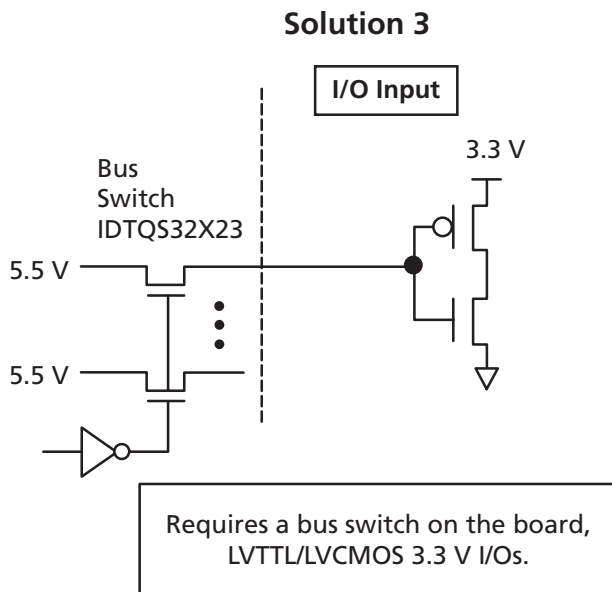 Solution 3
I/O Input
3.3 V
Bus
Switch
IDTQS32X23
5.5 V
5.5 V
Requires a bus switch on the board,
LVTTL/LVCMOS 3.3 V I/Os.